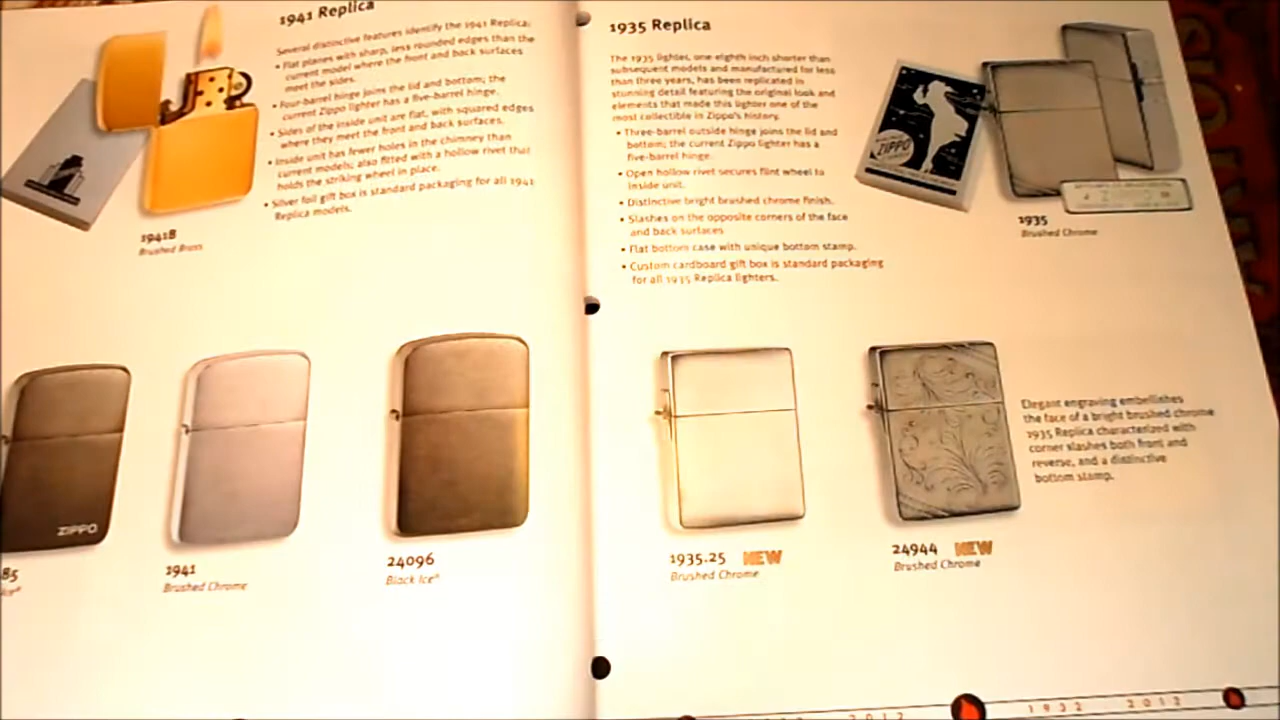 1941 Replica
Several distinctive features identify the 1941 Replica:
• Flat planes with sharp, less rounded edges than the
current model where the front and back surfaces
meet the sides.
• Four-barrel hinge joins the lid and bottom; the
current Zippo lighter has a five-barrel hinge.
• Sides of the inside unit are flat, with squared edges
where they meet the front and back surfaces.
• Inside unit has fewer holes in the chimney than
current models; also fitted with a hollow rivet that
holds the striking wheel in place.
• Silver foil gift box is standard packaging for all 1941
Replica models.
1941B
Brushed Brass
ZIPPO
85
1941
Brushed Chrome
24096
Black Ice®
1935 Replica
The 1935 lighter, one eighth inch shorter than
subsequent models and manufactured for less
than three years, has been replicated in
stunning detail featuring the original look and
elements that made this lighter one of the
most collectible in Zippo's history.
• Three-barrel outside hinge joins the lid and
bottom; the current Zippo lighter has a
five-barrel hinge.
• Open hollow rivet secures flint wheel to
inside unit.
• Distinctive bright brushed chrome finish.
• Slashes on the opposite corners of the face
and back surfaces
• Flat bottom case with unique bottom stamp.
• Custom cardboard gift box is standard packaging
for all 1935 Replica lighters.
ZIPPO
1935
Brushed Chrome
1935.25 NEW
Brushed Chrome
24944 NEW
Brushed Chrome
Elegant engraving embellishes
the face of a bright brushed chrome
1935 Replica characterized with
corner slashes both front and
reverse, and a distinctive
bottom stamp.
2012
1932 2012